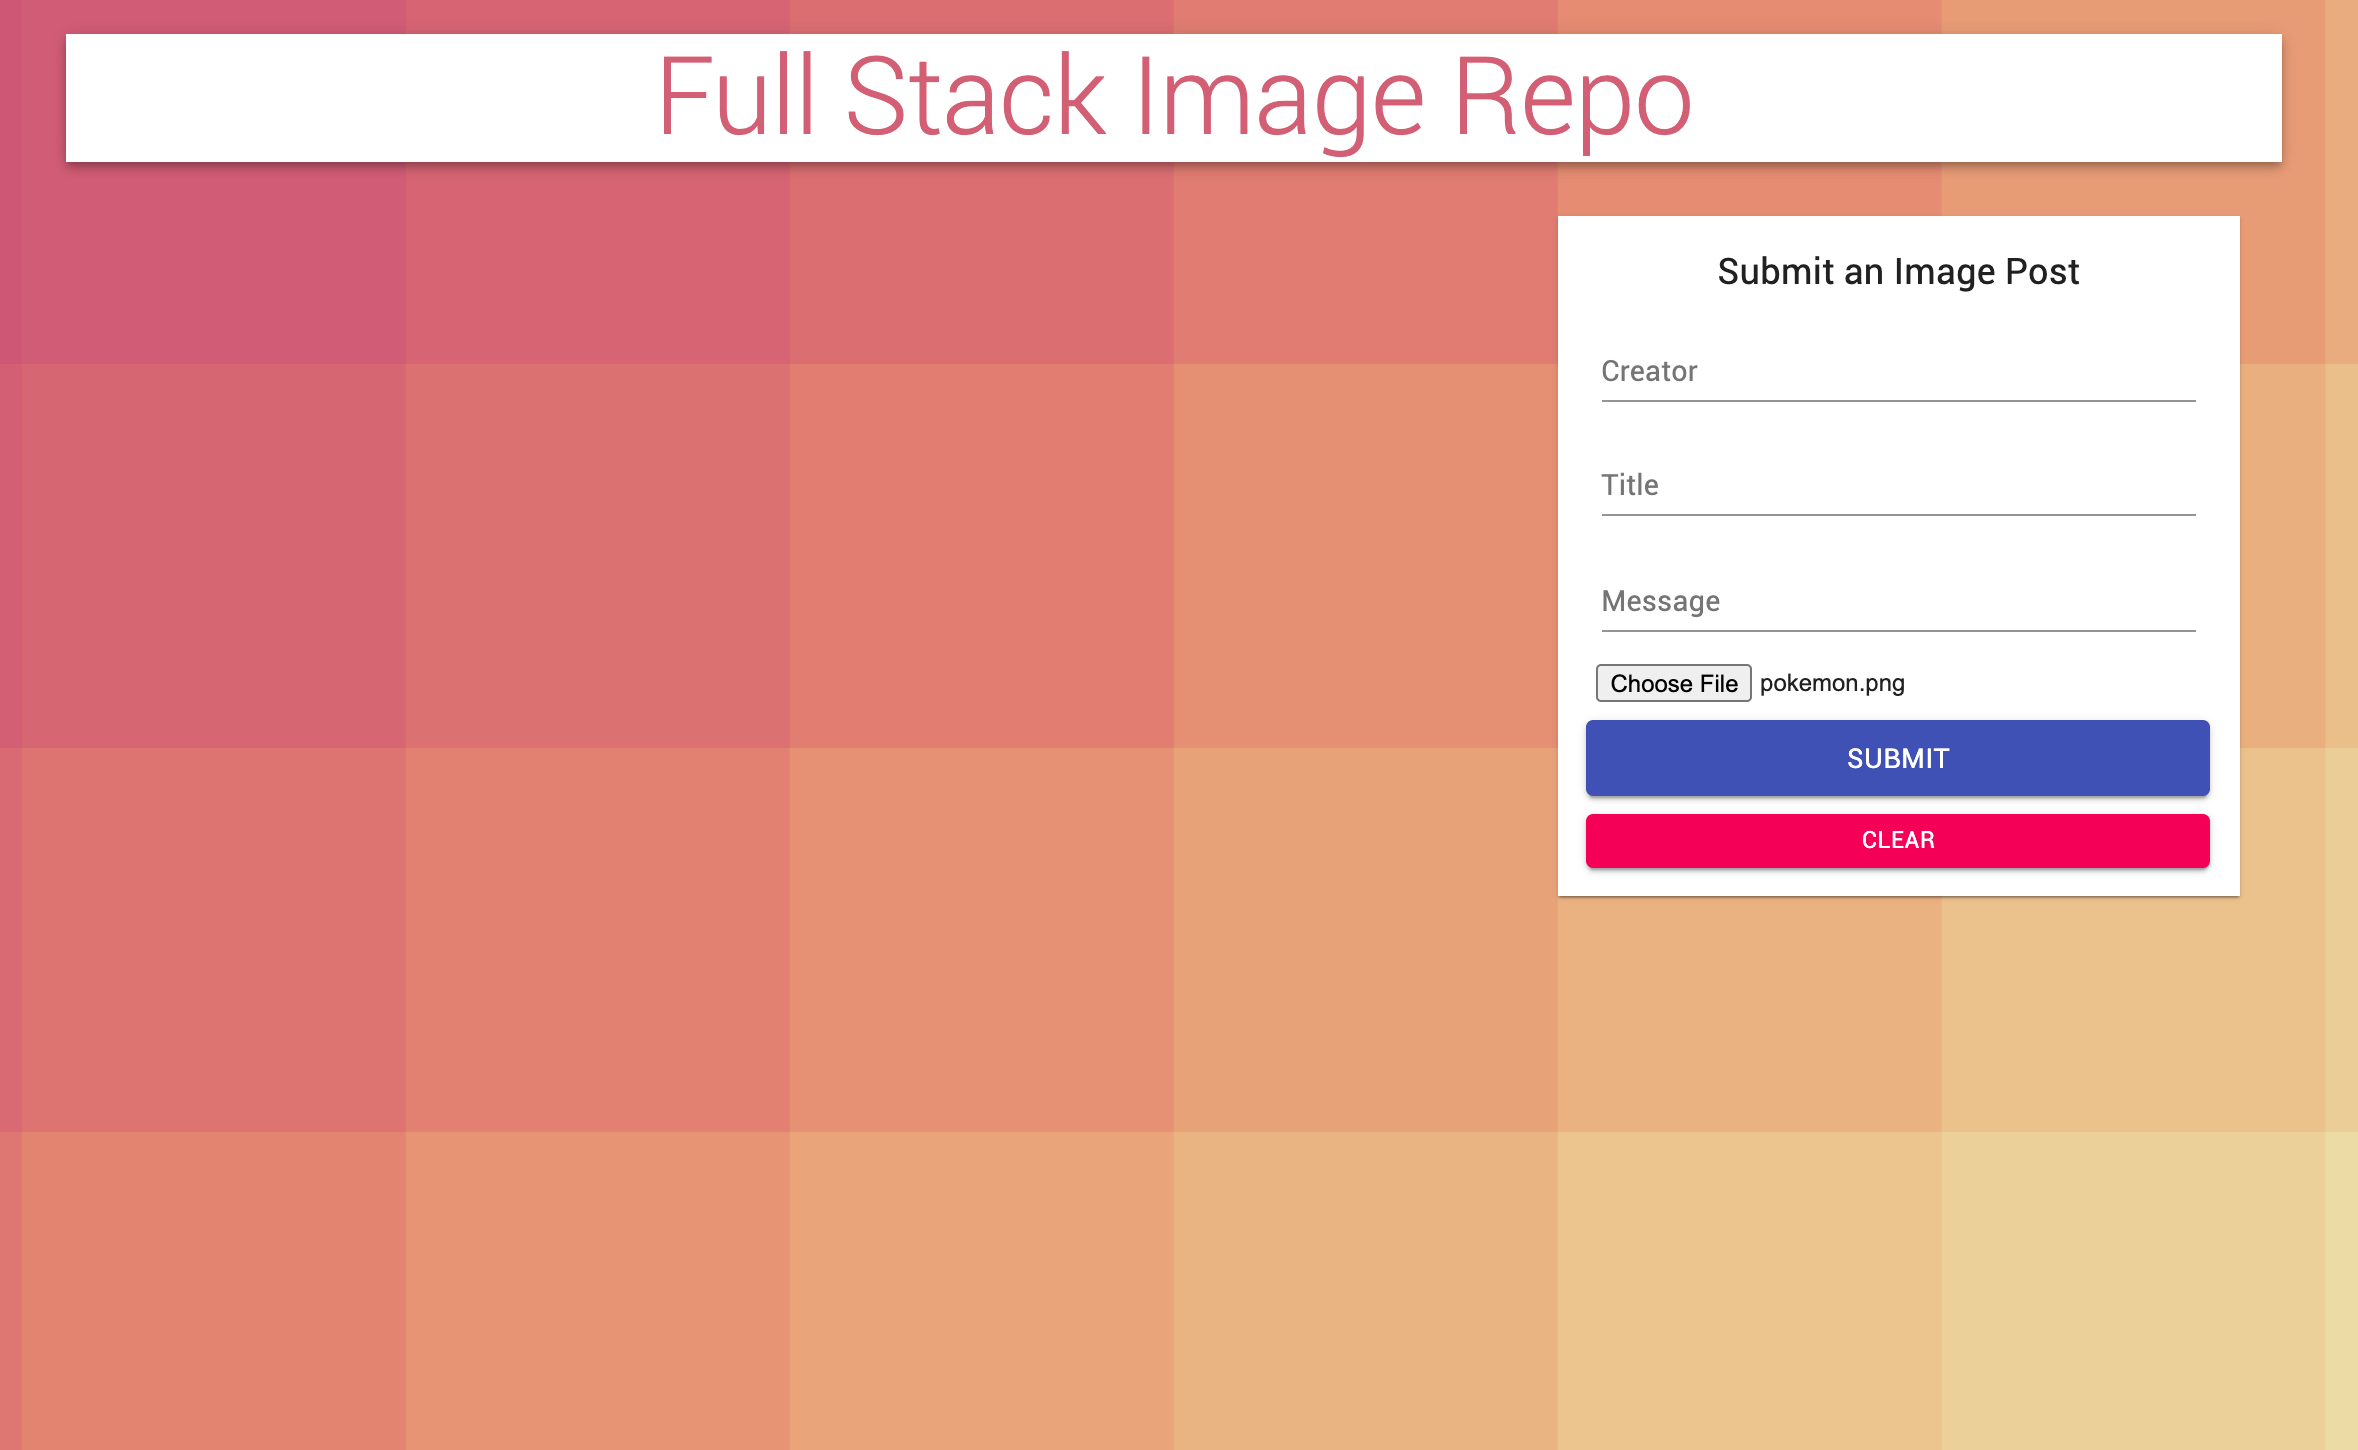 Full Stack Image Repo
Submit an Image Post
Creator
Title
Message
Choose File pokemon.png
SUBMIT
CLEAR